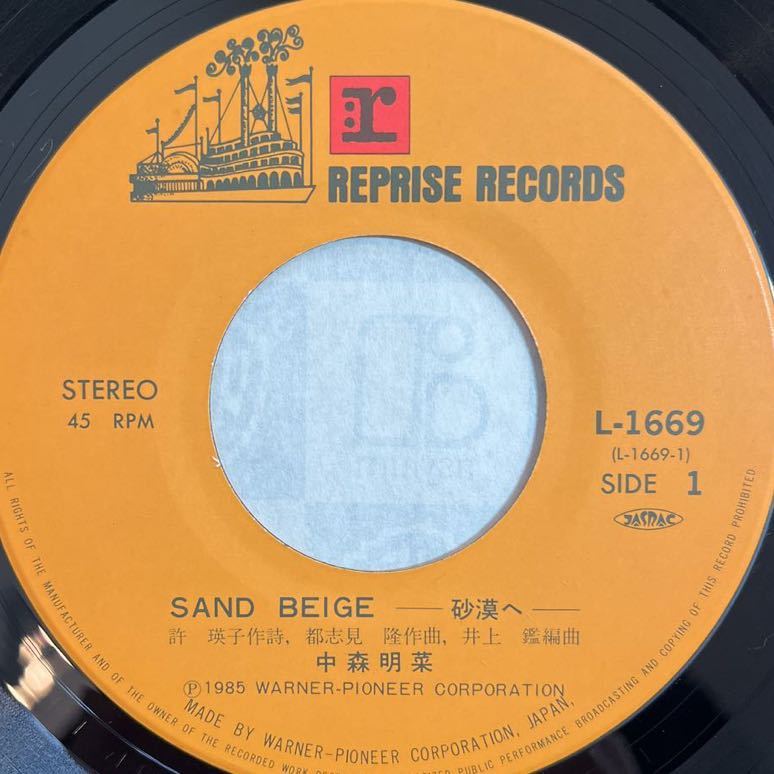 r
REPRISE RECORDS
STEREO
45 RPM
L-1669
(L-1669-1)
SIDE 1
JASRAC
SAND BEIGE — 砂漠へ —
許 瑛子作詩, 都志見 隆作曲, 井上 鑑編曲
中森明菜
Ⓟ1985 WARNER-PIONEER CORPORATION
MADE BY WARNER-PIONEER CORPORATION, JAPAN,
ALL RIGHTS OF THE MANUFACTURER AND OF THE OWNER OF THE RECORDED WORK PUBLIC PERFORMANCE BROADCASTING AND COPYING OF THIS RECORD PROHIBITED